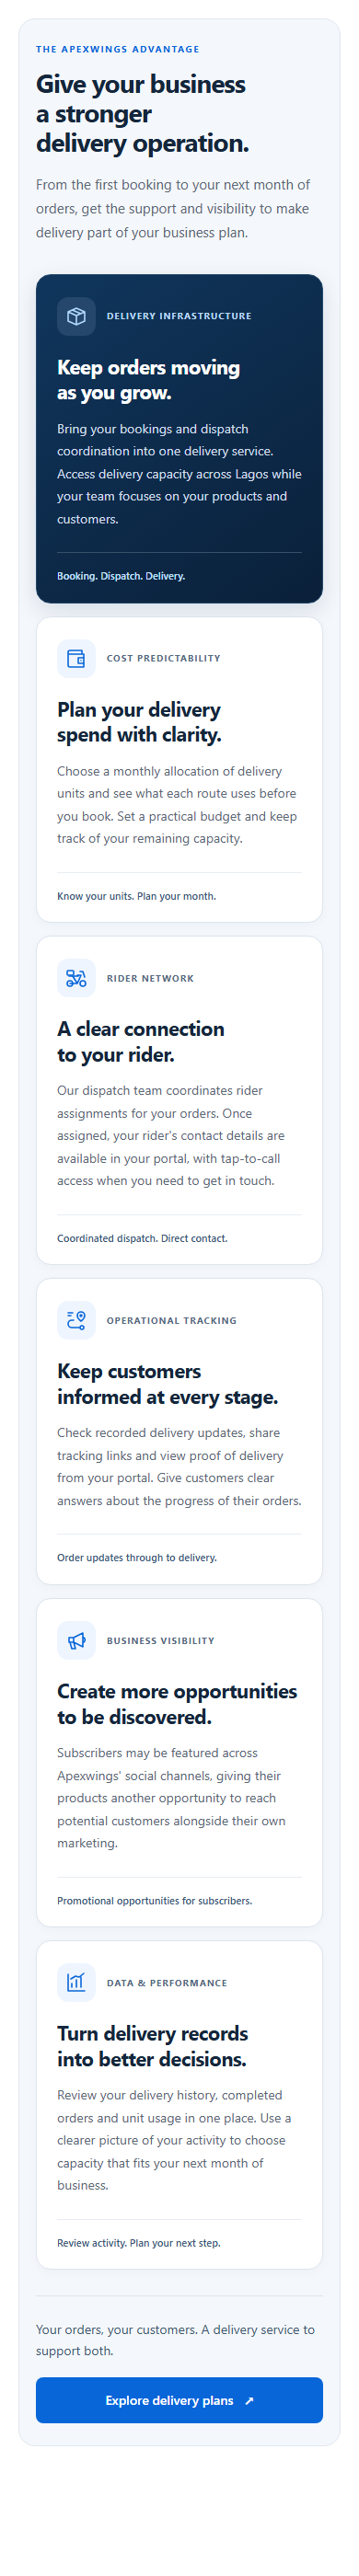 THE APEXWINGS ADVANTAGE
Give your business
a stronger
delivery operation.
From the first booking to your next month of
orders, get the support and visibility to make
delivery part of your business plan.
DELIVERY INFRASTRUCTURE
Keep orders moving
as you grow.
Bring your bookings and dispatch
coordination into one delivery service.
Access delivery capacity across Lagos while
your team focuses on your products and
customers.
Booking. Dispatch. Delivery.
COST PREDICTABILITY
Plan your delivery
spend with clarity.
Choose a monthly allocation of delivery
units and see what each route uses before
you book. Set a practical budget and keep
track of your remaining capacity.
Know your units. Plan your month.
RIDER NETWORK
A clear connection
to your rider.
Our dispatch team coordinates rider
assignments for your orders. Once
assigned, your rider's contact details are
available in your portal, with tap-to-call
access when you need to get in touch.
Coordinated dispatch. Direct contact.
OPERATIONAL TRACKING
Keep customers
informed at every stage.
Check recorded delivery updates, share
tracking links and view proof of delivery
from your portal. Give customers clear
answers about the progress of their orders.
Order updates through to delivery.
BUSINESS VISIBILITY
Create more opportunities
to be discovered.
Subscribers may be featured across
Apexwings' social channels, giving their
products another opportunity to reach
potential customers alongside their own
marketing.
Promotional opportunities for subscribers.
DATA & PERFORMANCE
Turn delivery records
into better decisions.
Review your delivery history, completed
orders and unit usage in one place. Use a
clearer picture of your activity to choose
capacity that fits your next month of
business.
Review activity. Plan your next step.
Your orders, your customers. A delivery service to
support both.
Explore delivery plans ↗